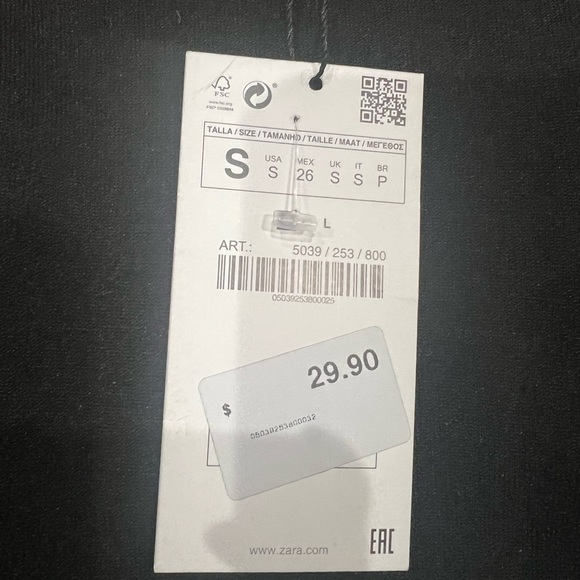 FSC
TALLA / SIZE / TAMANHO / TAILLE / MAAT / ΜΕΓΕΘΟΣ
S USA MEX UK IT BR
S 26 S S P
L
ART.: 5039 / 253 / 800
05039253800025
29.90
$
05039253800032
www.zara.com
EAC